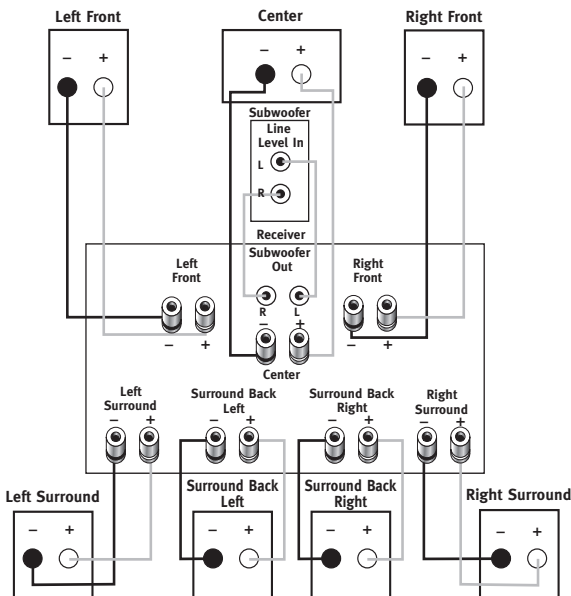 Left Front
Center
Right Front
– +
– +
– +
Subwoofer
Line
Level In
L
R
Receiver
Subwoofer
Out
Left
Front
Right
Front
R L
– +
– +
– +
Center
Left
Surround
Surround Back
Left
Surround Back
Right
Right
Surround
– +
– +
– +
– +
Left Surround
Surround Back
Left
Surround Back
Right
Right Surround
– +
– +
– +
– +